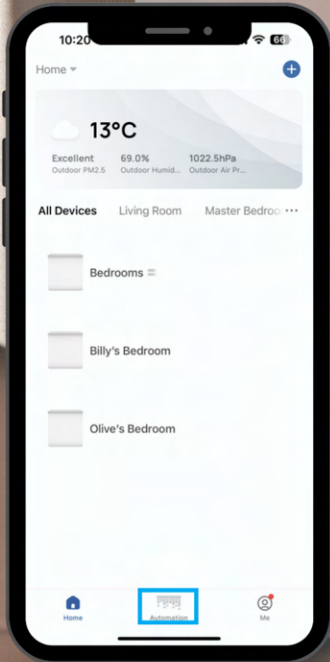 10:20
66
Home
13°C
Excellent 69.0% 1022.5hPa
Outdoor PM2.5 Outdoor Humid... Outdoor Air Pr...
All Devices Living Room Master Bedroo
Bedrooms
Billy's Bedroom
Olive's Bedroom
Home Automation Me